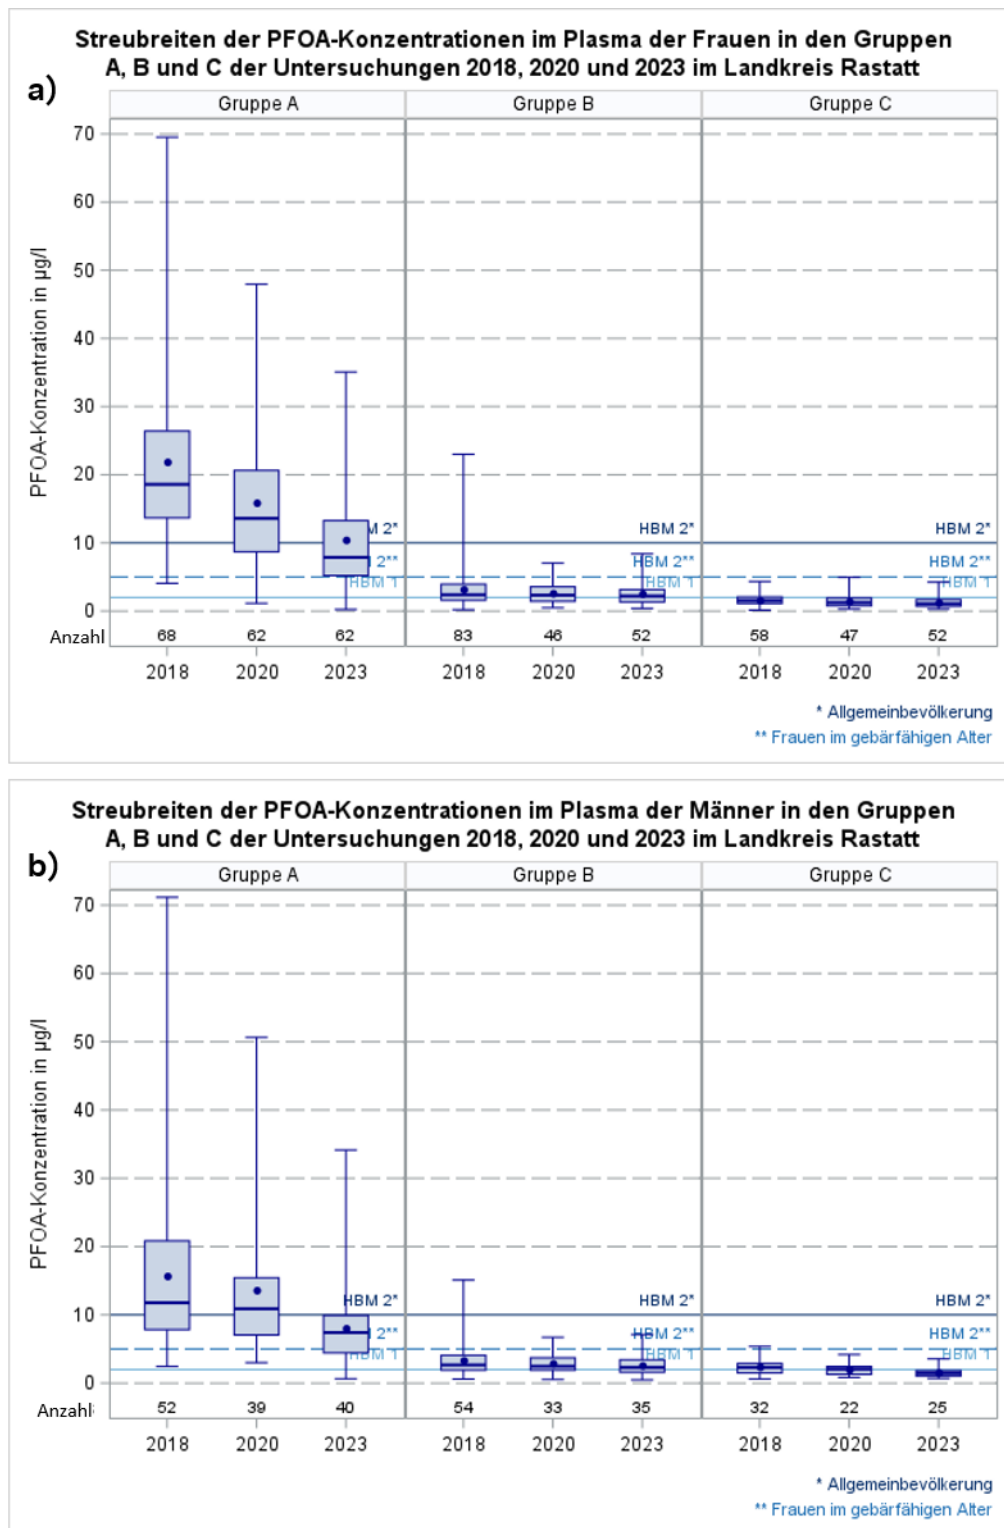 Streubreiten der PFOA-Konzentrationen im Plasma der Frauen in den Gruppen
A, B und C der Untersuchungen 2018, 2020 und 2023 im Landkreis Rastatt
a)
Gruppe A Gruppe B Gruppe C
PFOA-Konzentration in µg/l
70
60
50
40
30
20
10
0
M 2* HBM 2* HBM 2*
2** HBM 2** HBM 2**
HBM 1 HBM 1 HBM 1
Anzahl 68 62 62 83 46 52 58 47 52
2018 2020 2023 2018 2020 2023 2018 2020 2023
* Allgemeinbevölkerung
** Frauen im gebärfähigen Alter
Streubreiten der PFOA-Konzentrationen im Plasma der Männer in den Gruppen
A, B und C der Untersuchungen 2018, 2020 und 2023 im Landkreis Rastatt
b)
Gruppe A Gruppe B Gruppe C
PFOA-Konzentration in µg/l
70
60
50
40
30
20
10
0
HBM 2* HBM 2* HBM 2*
2** HBM 2** HBM 2**
HBM 1 HBM 1 HBM 1
Anzahl 52 39 40 54 33 35 32 22 25
2018 2020 2023 2018 2020 2023 2018 2020 2023
* Allgemeinbevölkerung
** Frauen im gebärfähigen Alter